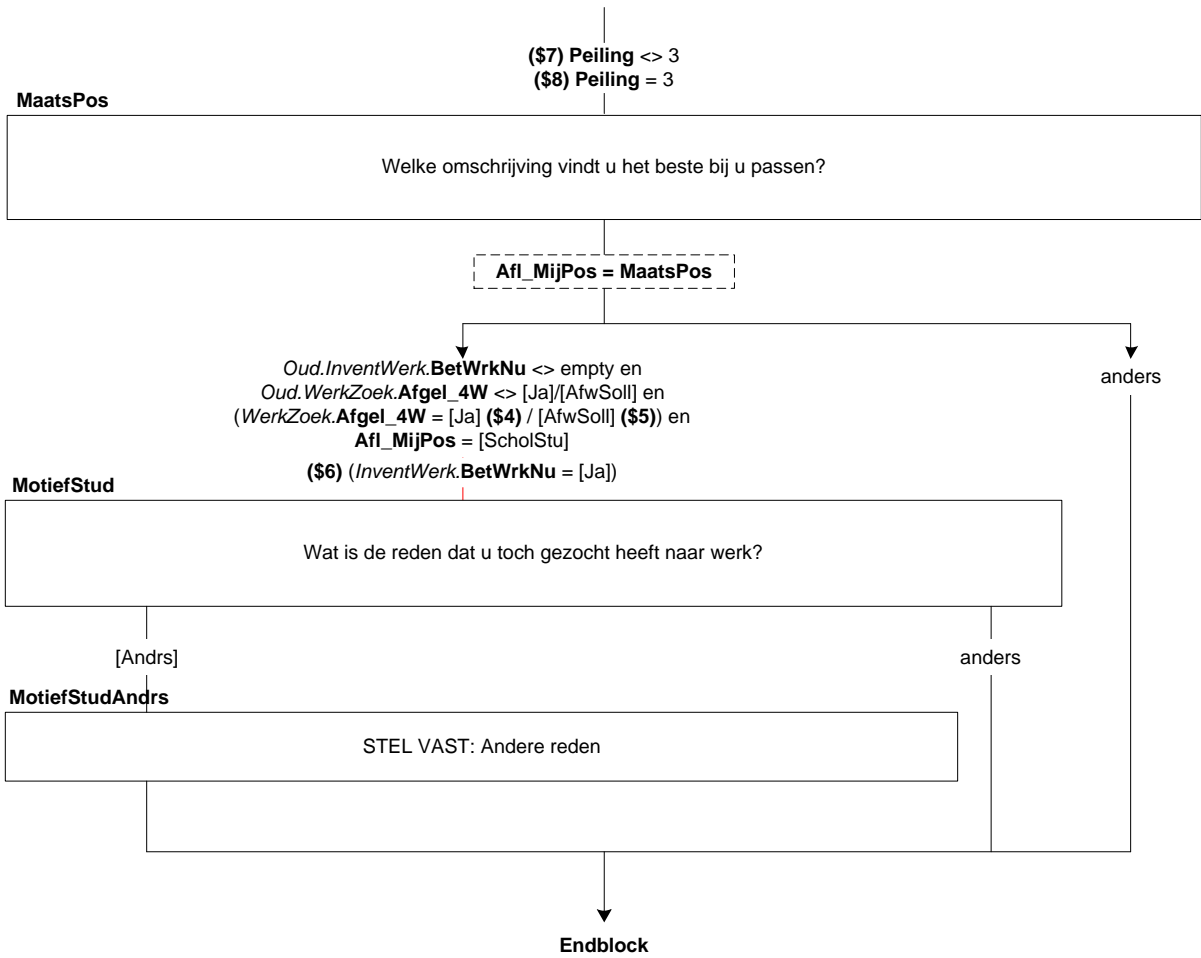 ($7) Peiling <> 3
($8) Peiling = 3
MaatsPos
Welke omschrijving vindt u het beste bij u passen?
Afl_MijPos = MaatsPos
Oud.InventWerk.BetWrkNu <> empty en
Oud.WerkZoek.Afgel_4W <> [Ja]/[AfwSoll] en
(WerkZoek.Afgel_4W = [Ja] ($4) / [AfwSoll] ($5)) en
Afl_MijPos = [ScholStu]
($6) (InventWerk.BetWrkNu = [Ja])
anders
MotiefStud
Wat is de reden dat u toch gezocht heeft naar werk?
[Andrs]
anders
MotiefStudAndrs
STEL VAST: Andere reden
Endblock